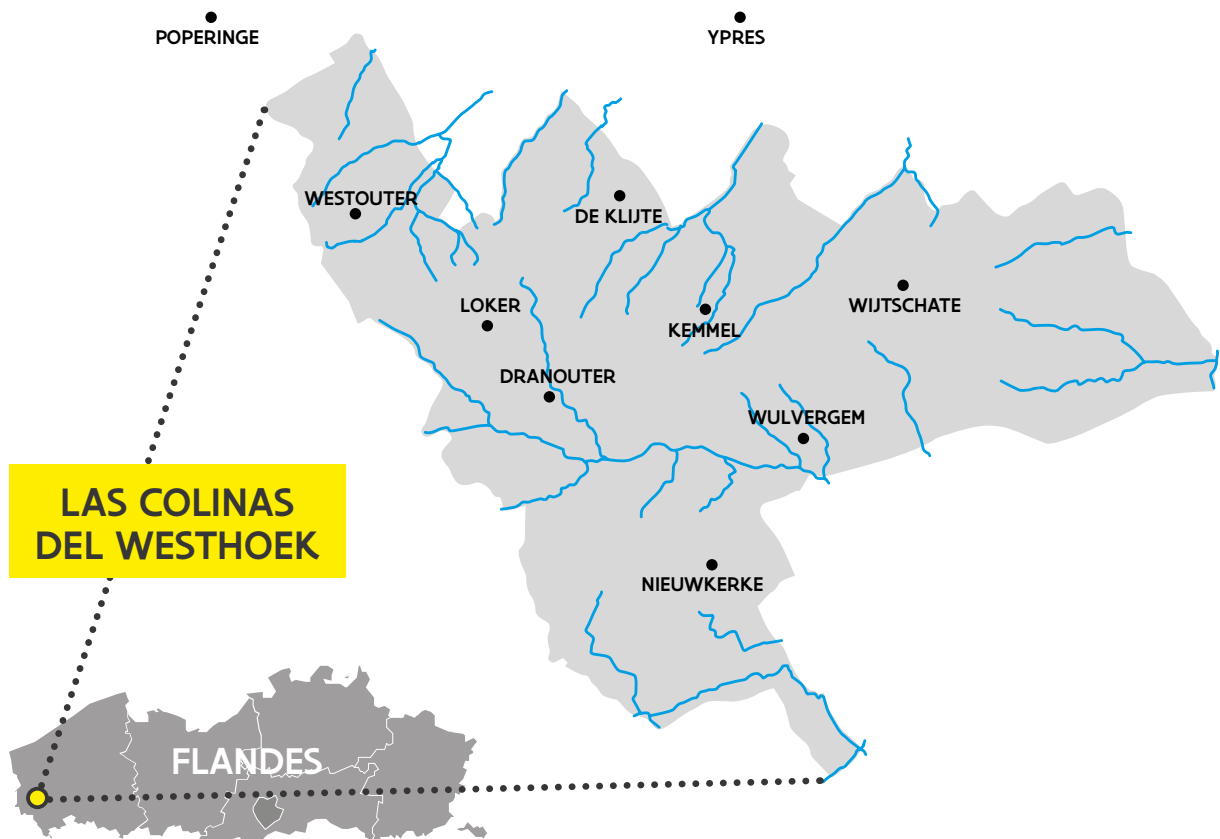 POPERINGE
YPRES
WESTOUTER
DE KLIJTE
LOKER
KEMMEL
WIJTSCHATE
DRANOUTER
WULVERGEM
LAS COLINAS
DEL WESTHOEK
NIEUWKERKE
FLANDES